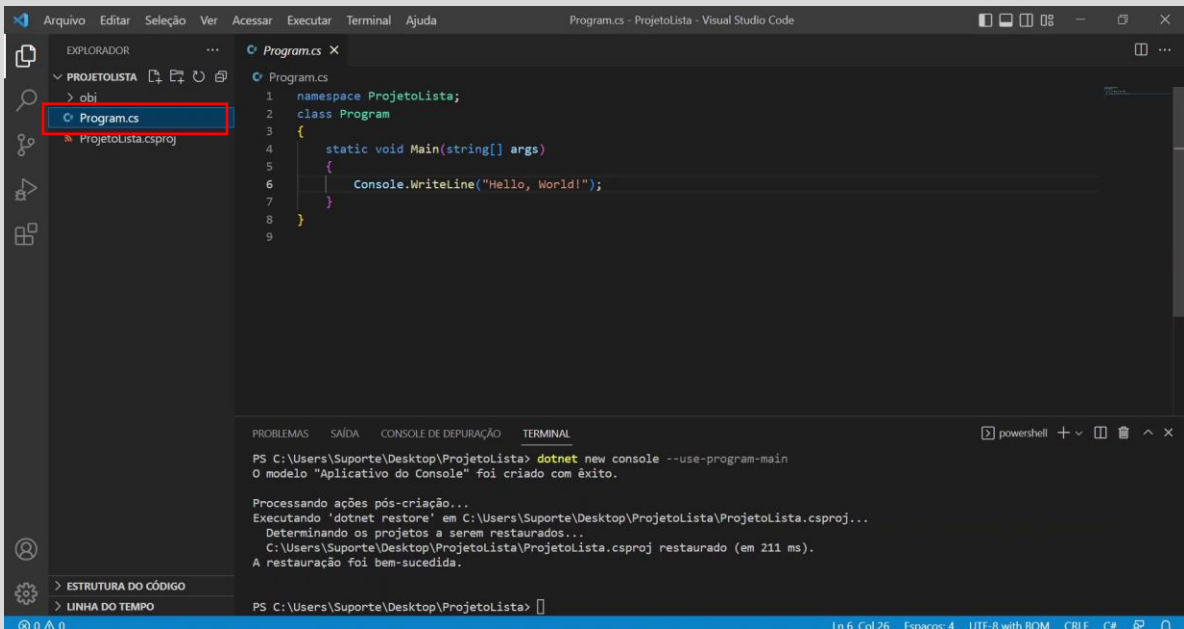 Arquivo Editar Seleção Ver Acessar Executar Terminal Ajuda Program.cs - ProjetoLista - Visual Studio Code
EXPLORADOR ...
PROJETOLISTA
obj
Program.cs
ProjetoLista.csproj
ESTRUTURA DO CÓDIGO
LINHA DO TEMPO
Program.cs
Program.cs
1 namespace ProjetoLista;
2 class Program
3 {
4 static void Main(string[] args)
5 {
6 Console.WriteLine("Hello, World!");
7 }
8 }
9
PROBLEMAS SAÍDA CONSOLE DE DEPURAÇÃO TERMINAL powershell
PS C:\Users\Suporte\Desktop\ProjetoLista> dotnet new console --use-program-main
O modelo "Aplicativo do Console" foi criado com êxito.
Processando ações pós-criação...
Executando 'dotnet restore' em C:\Users\Suporte\Desktop\ProjetoLista\ProjetoLista.csproj...
Determinando os projetos a serem restaurados...
C:\Users\Suporte\Desktop\ProjetoLista\ProjetoLista.csproj restaurado (em 211 ms).
A restauração foi bem-sucedida.
PS C:\Users\Suporte\Desktop\ProjetoLista>
0 0 Ln 6, Col 26 Espaços: 4 UTF-8 with BOM CRLF C#